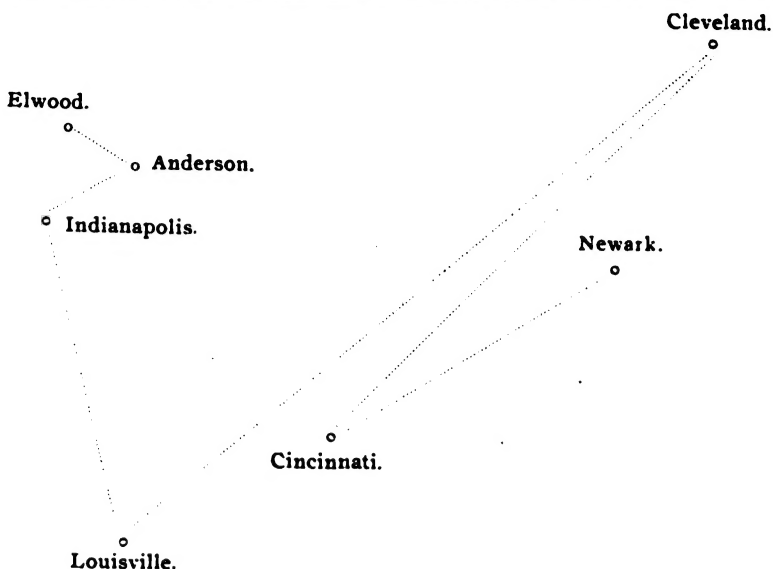 Cleveland.
Elwood.
Anderson.
Indianapolis.
Newark.
Cincinnati.
Louisville.